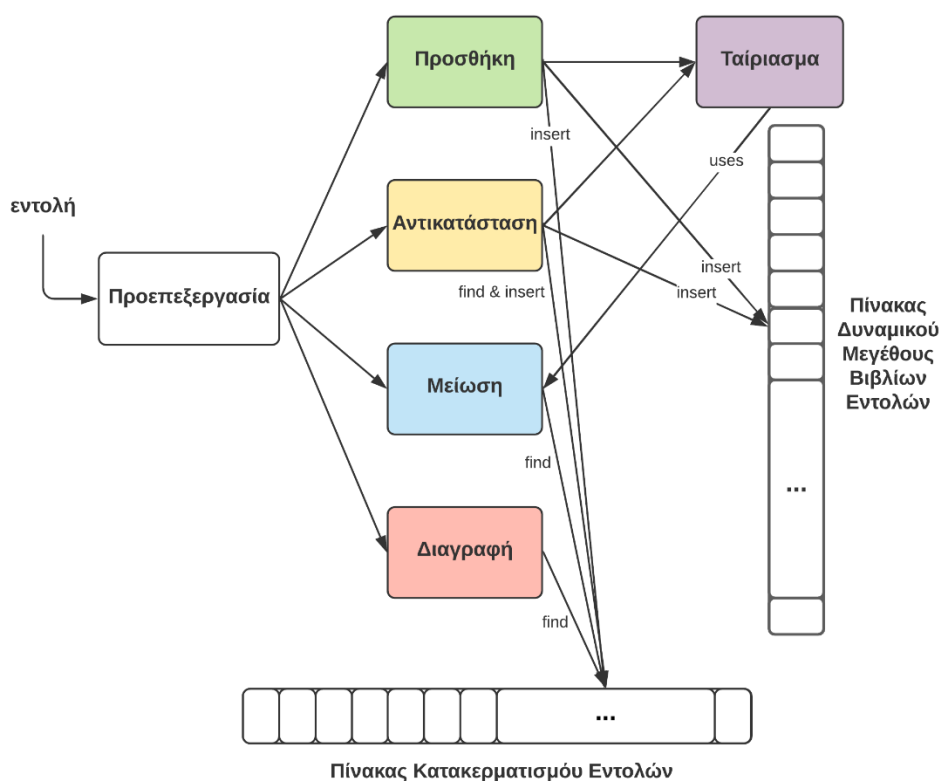 Προσθήκη
Ταίριασμα
insert
uses
εντολή
Αντικατάσταση
Προεπεξεργασία
find & insert
insert
insert
Πίνακας
Δυναμικού
Μεγέθους
Βιβλίων
Εντολών
Μείωση
find
...
Διαγραφή
find
...
Πίνακας Κατακερματισμόυ Εντολών